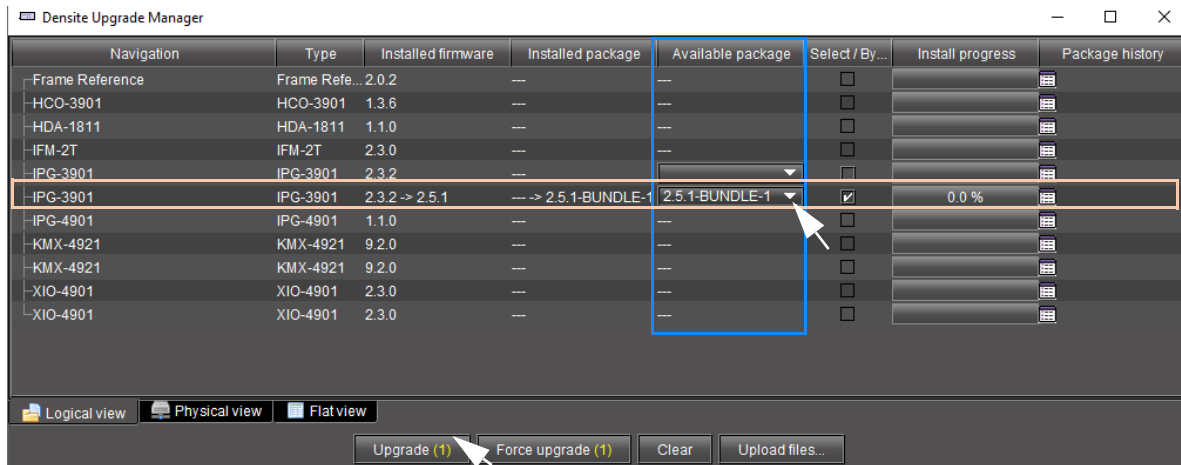 Densite Upgrade Manager
Navigation Type Installed firmware Installed package Available package Select / By... Install progress Package history
Frame Reference Frame Refe... 2.0.2 --- ---
HCO-3901 HCO-3901 1.3.6 --- ---
HDA-1811 HDA-1811 1.1.0 --- ---
IFM-2T IFM-2T 2.3.0 --- ---
IPG-3901 IPG-3901 2.3.2 ---
IPG-3901 IPG-3901 2.3.2 -> 2.5.1 --- -> 2.5.1-BUNDLE-1 2.5.1-BUNDLE-1 0.0 %
IPG-4901 IPG-4901 1.1.0 --- ---
KMX-4921 KMX-4921 9.2.0 --- ---
KMX-4921 KMX-4921 9.2.0 --- ---
XIO-4901 XIO-4901 2.3.0 --- ---
XIO-4901 XIO-4901 2.3.0 --- ---
Logical view Physical view Flat view
Upgrade (1) Force upgrade (1) Clear Upload files...